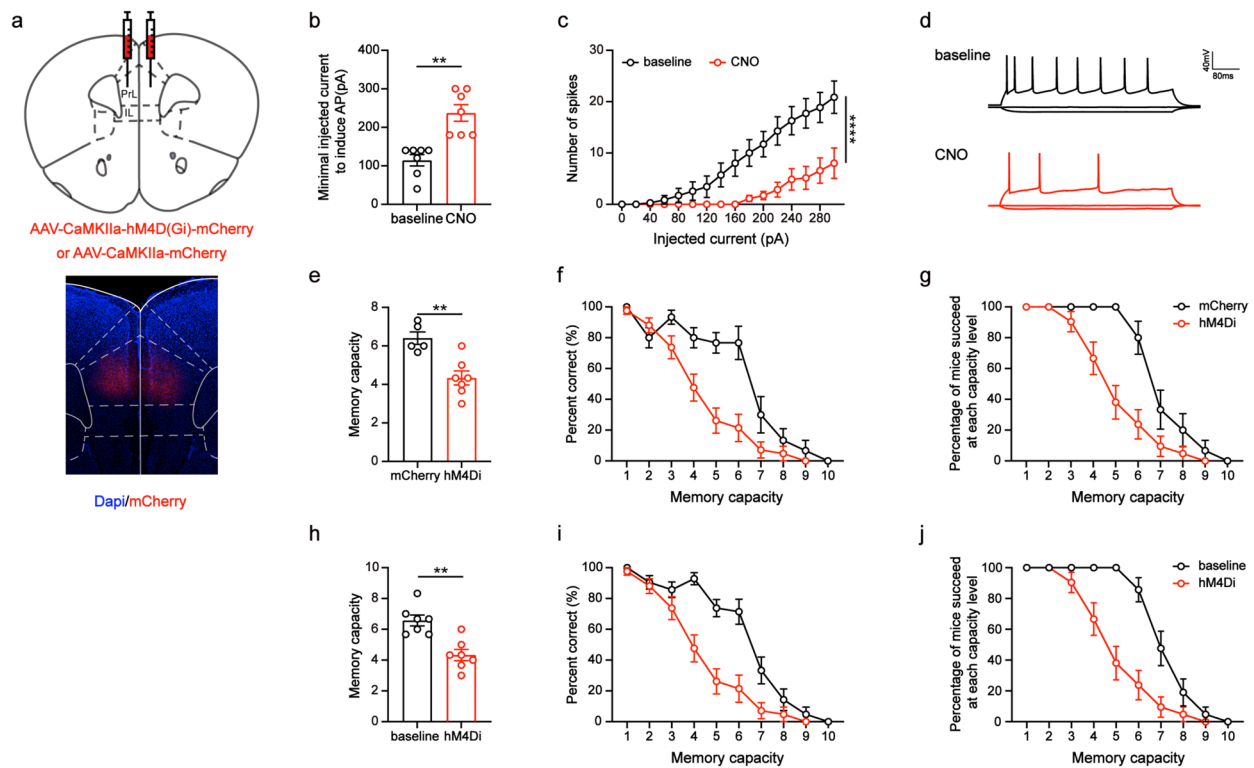 a
PrL
IL
AAV-CaMKIIa-hM4D(Gi)-mCherry
or AAV-CaMKIIa-mCherry
Dapi/mCherry
b
Minimal injected current
to induce AP(pA)
400
300
200
100
0
**
baseline CNO
c
Number of spikes
30
20
10
0
baseline
CNO
****
0 40 80 120 160 200 240 280
Injected current (pA)
d
baseline
40mV
80ms
CNO
e
Memory capacity
8
6
4
2
0
**
mCherry hM4Di
f
Percent correct (%)
100
80
60
40
20
0
1 2 3 4 5 6 7 8 9 10
Memory capacity
g
Percentage of mice succeed
at each capacity level
100
80
60
40
20
0
mCherry
hM4Di
1 2 3 4 5 6 7 8 9 10
Memory capacity
h
Memory capacity
10
8
6
4
2
0
**
baseline hM4Di
i
Percent correct (%)
100
80
60
40
20
0
1 2 3 4 5 6 7 8 9 10
Memory capacity
j
Percentage of mice succeed
at each capacity level
100
80
60
40
20
0
baseline
hM4Di
1 2 3 4 5 6 7 8 9 10
Memory capacity